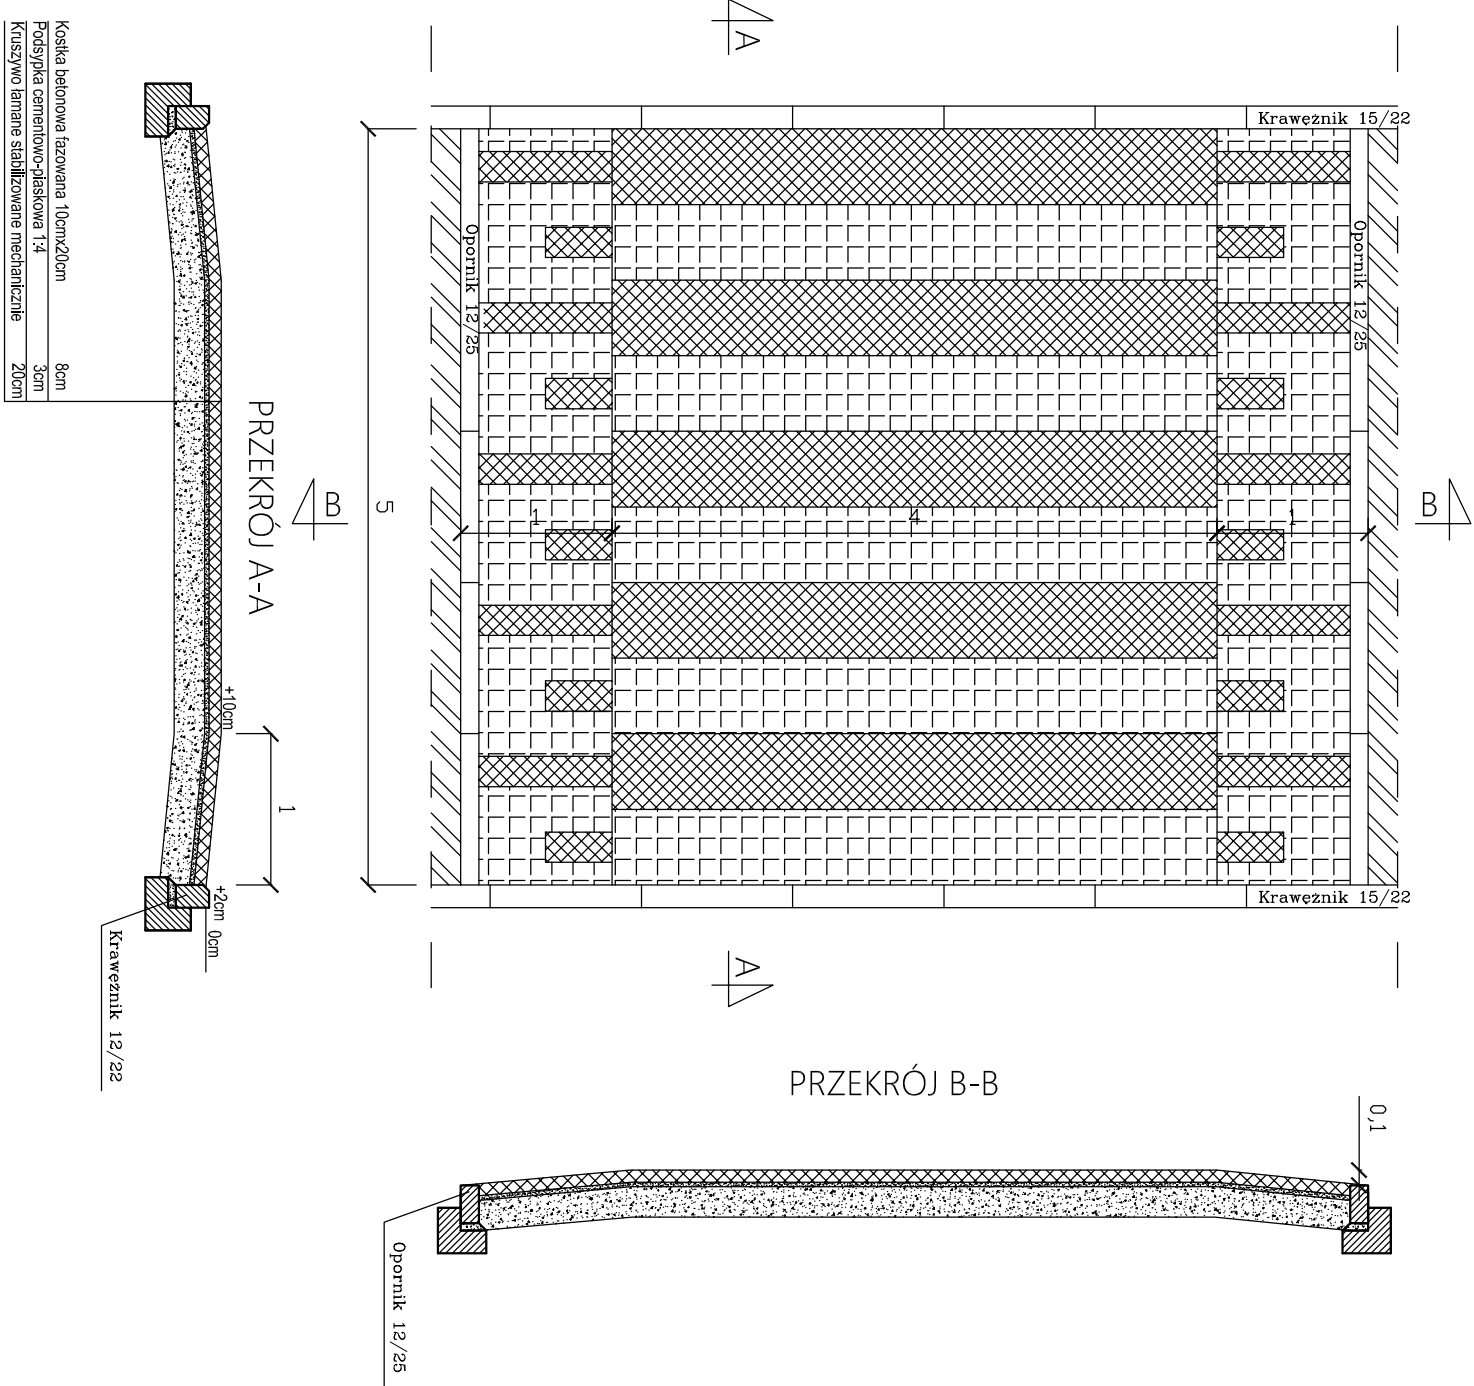 A
Krawężnik 15/22
Opornik 12/25
Opornik 12/25
Kostka betonowa fazowana 10cmx20cm 8cm
Podsypka cementowo-piaskowa 1:4 3cm
Kruszywo łamane stabilizowane mechanicznie 20cm
PRZEKRÓJ A-A
B
5
1
4
1
B
+10cm
1
+2cm
0cm
Krawężnik 12/22
Krawężnik 15/22
A
PRZEKRÓJ B-B
0,1
Opornik 12/25